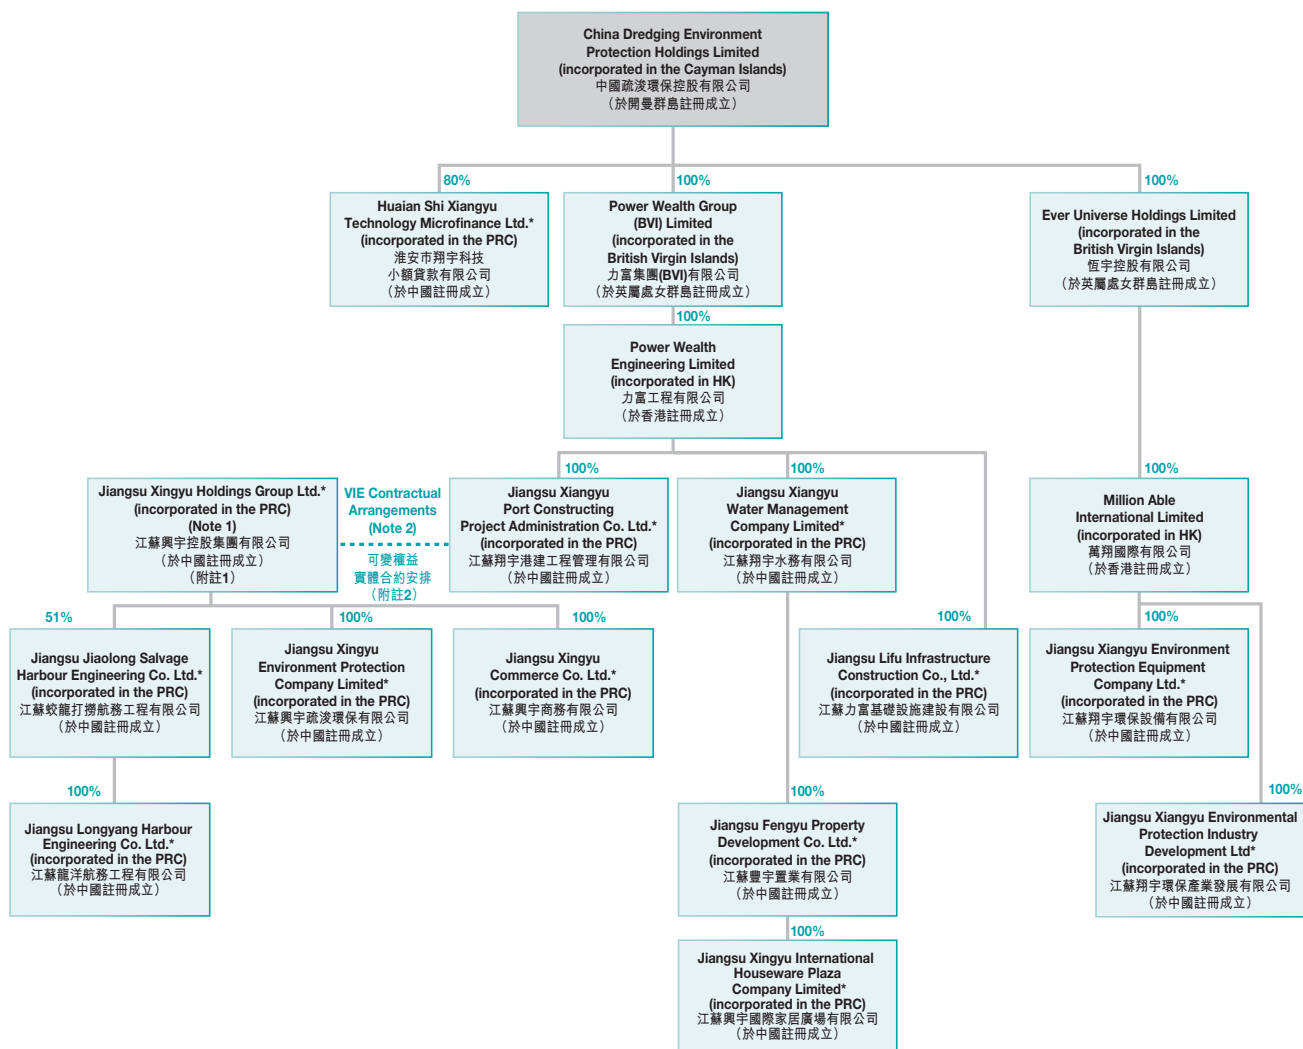 China Dredging Environment
Protection Holdings Limited
(incorporated in the Cayman Islands)
中國疏浚環保控股有限公司
（於開曼群島註冊成立）
80%
100%
100%
Huaian Shi Xiangyu
Technology Microfinance Ltd.*
(incorporated in the PRC)
淮安市翔宇科技
小額貸款有限公司
（於中國註冊成立）
Power Wealth Group
(BVI) Limited
(incorporated in the
British Virgin Islands)
力富集團(BVI)有限公司
（於英屬處女群島註冊成立）
Ever Universe Holdings Limited
(incorporated in the
British Virgin Islands)
恆宇控股有限公司
（於英屬處女群島註冊成立）
100%
Power Wealth
Engineering Limited
(incorporated in HK)
力富工程有限公司
（於香港註冊成立）
100%
100%
100%
Jiangsu Xingyu Holdings Group Ltd.*
(incorporated in the PRC)
(Note 1)
江蘇興宇控股集團有限公司
（於中國註冊成立）
（附註1）
VIE Contractual
Arrangements
(Note 2)
可變權益
實體合約安排
（附註2）
Jiangsu Xiangyu
Port Constructing
Project Administration Co. Ltd.*
(incorporated in the PRC)
江蘇翔宇港建工程管理有限公司
（於中國註冊成立）
Jiangsu Xiangyu
Water Management
Company Limited*
(incorporated in the PRC)
江蘇翔宇水務有限公司
（於中國註冊成立）
Million Able
International Limited
(incorporated in HK)
萬翔國際有限公司
（於香港註冊成立）
51%
100%
100%
100%
100%
Jiangsu Jiaolong Salvage
Harbour Engineering Co. Ltd.*
(incorporated in the PRC)
江蘇蛟龍打撈航務工程有限公司
（於中國註冊成立）
Jiangsu Xingyu
Environment Protection
Company Limited*
(incorporated in the PRC)
江蘇興宇疏浚環保有限公司
（於中國註冊成立）
Jiangsu Xingyu
Commerce Co. Ltd.*
(incorporated in the PRC)
江蘇興宇商務有限公司
（於中國註冊成立）
Jiangsu Lifu Infrastructure
Construction Co., Ltd.*
(incorporated in the PRC)
江蘇力富基礎設施建設有限公司
（於中國註冊成立）
Jiangsu Xiangyu Environment
Protection Equipment
Company Ltd.*
(incorporated in the PRC)
江蘇翔宇環保設備有限公司
（於中國註冊成立）
100%
100%
100%
Jiangsu Longyang Harbour
Engineering Co. Ltd.*
(incorporated in the PRC)
江蘇龍洋航務工程有限公司
（於中國註冊成立）
Jiangsu Fengyu Property
Development Co. Ltd.*
(incorporated in the PRC)
江蘇豐宇置業有限公司
（於中國註冊成立）
Jiangsu Xiangyu Environmental
Protection Industry
Development Ltd*
(incorporated in the PRC)
江蘇翔宇環保產業發展有限公司
（於中國註冊成立）
100%
Jiangsu Xingyu International
Houseware Plaza
Company Limited*
(incorporated in the PRC)
江蘇興宇國際家居廣場有限公司
（於中國註冊成立）